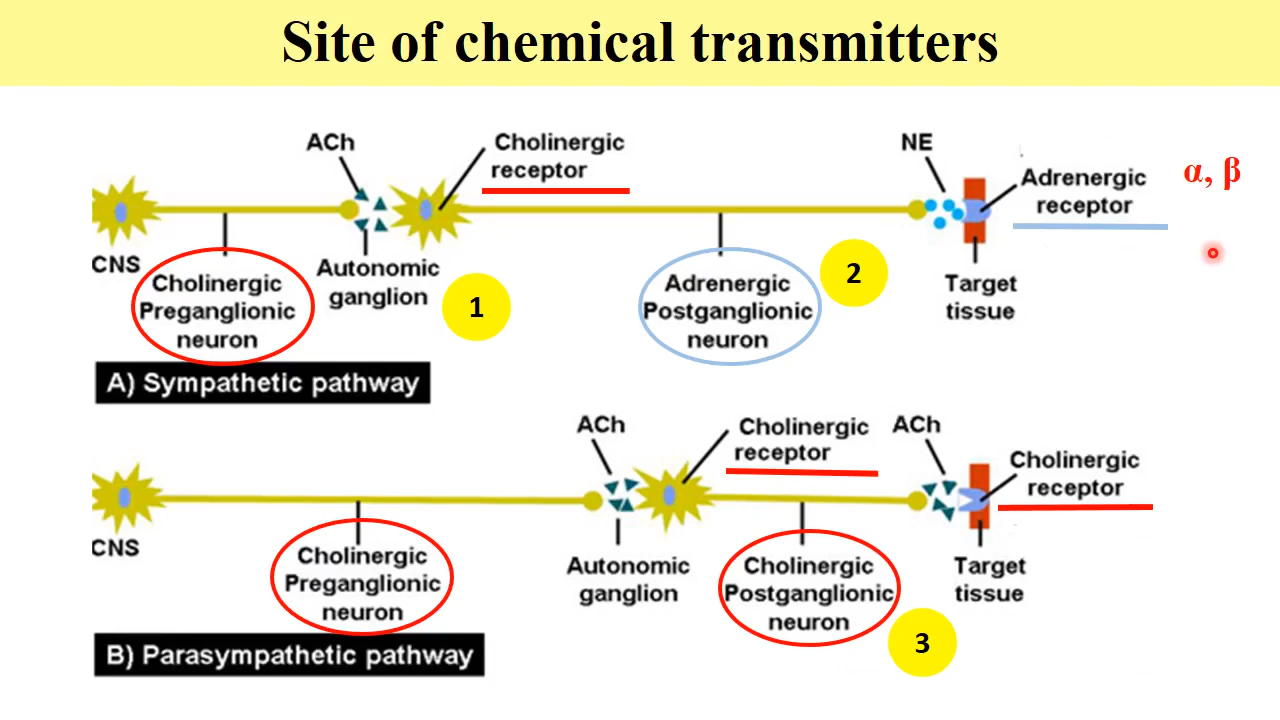 Site of chemical transmitters
ACh
Cholinergic
receptor
NE
Adrenergic
receptor
α, β
CNS
Cholinergic
Preganglionic
neuron
Autonomic
ganglion
1
Adrenergic
Postganglionic
neuron
2
Target
tissue
A) Sympathetic pathway
ACh
Cholinergic
receptor
ACh
Cholinergic
receptor
CNS
Cholinergic
Preganglionic
neuron
Autonomic
ganglion
Cholinergic
Postganglionic
neuron
3
Target
tissue
B) Parasympathetic pathway